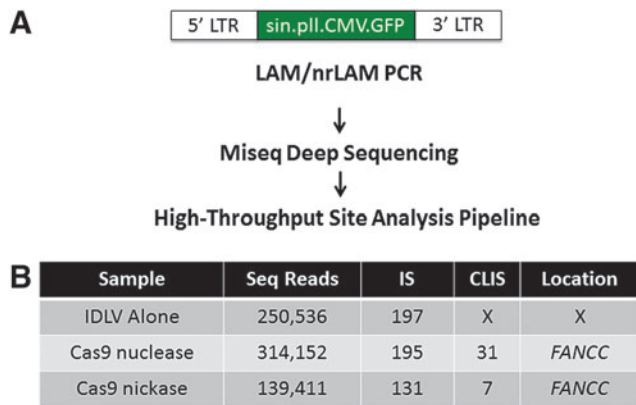 A
5′ LTR sin.pll.CMV.GFP 3′ LTR
LAM/nrLAM PCR
Miseq Deep Sequencing
High-Throughput Site Analysis Pipeline
B
Sample Seq Reads IS CLIS Location
IDLV Alone 250,536 197 X X
Cas9 nuclease 314,152 195 31 FANCC
Cas9 nickase 139,411 131 7 FANCC